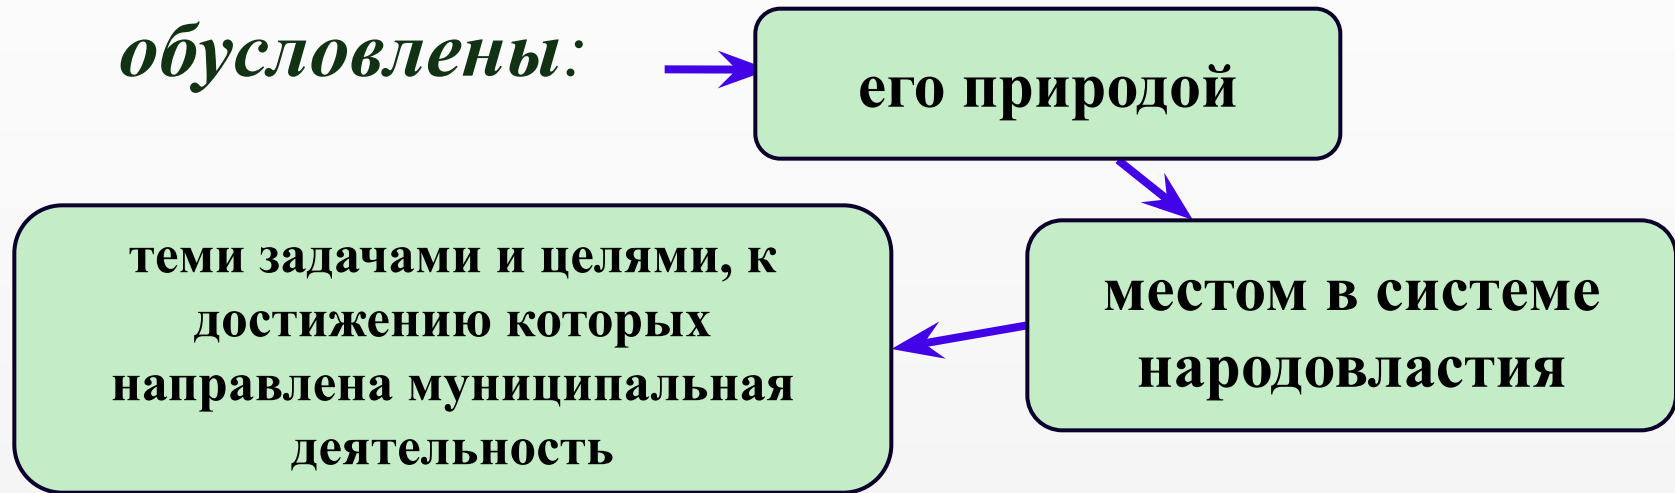 обусловлены:
его природой
местом в системе
народовластия
теми задачами и целями, к
достижению которых
направлена муниципальная
деятельность